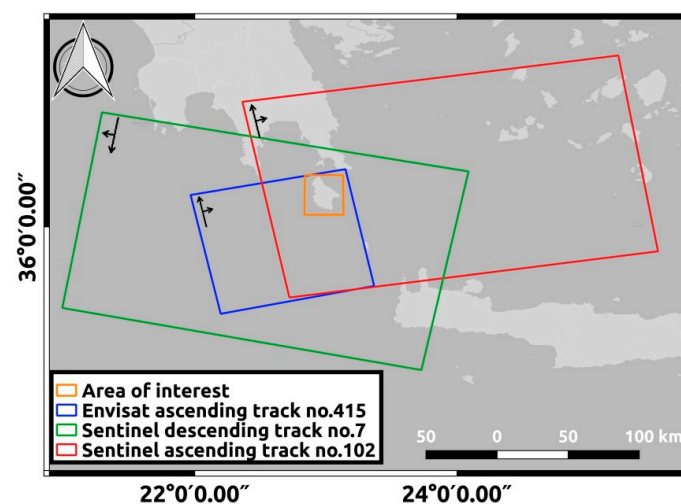 36°0′0.00″
Area of interest
Envisat ascending track no.415
Sentinel descending track no.7
Sentinel ascending track no.102
50 0 50 100 km
22°0′0.00″ 24°0′0.00″